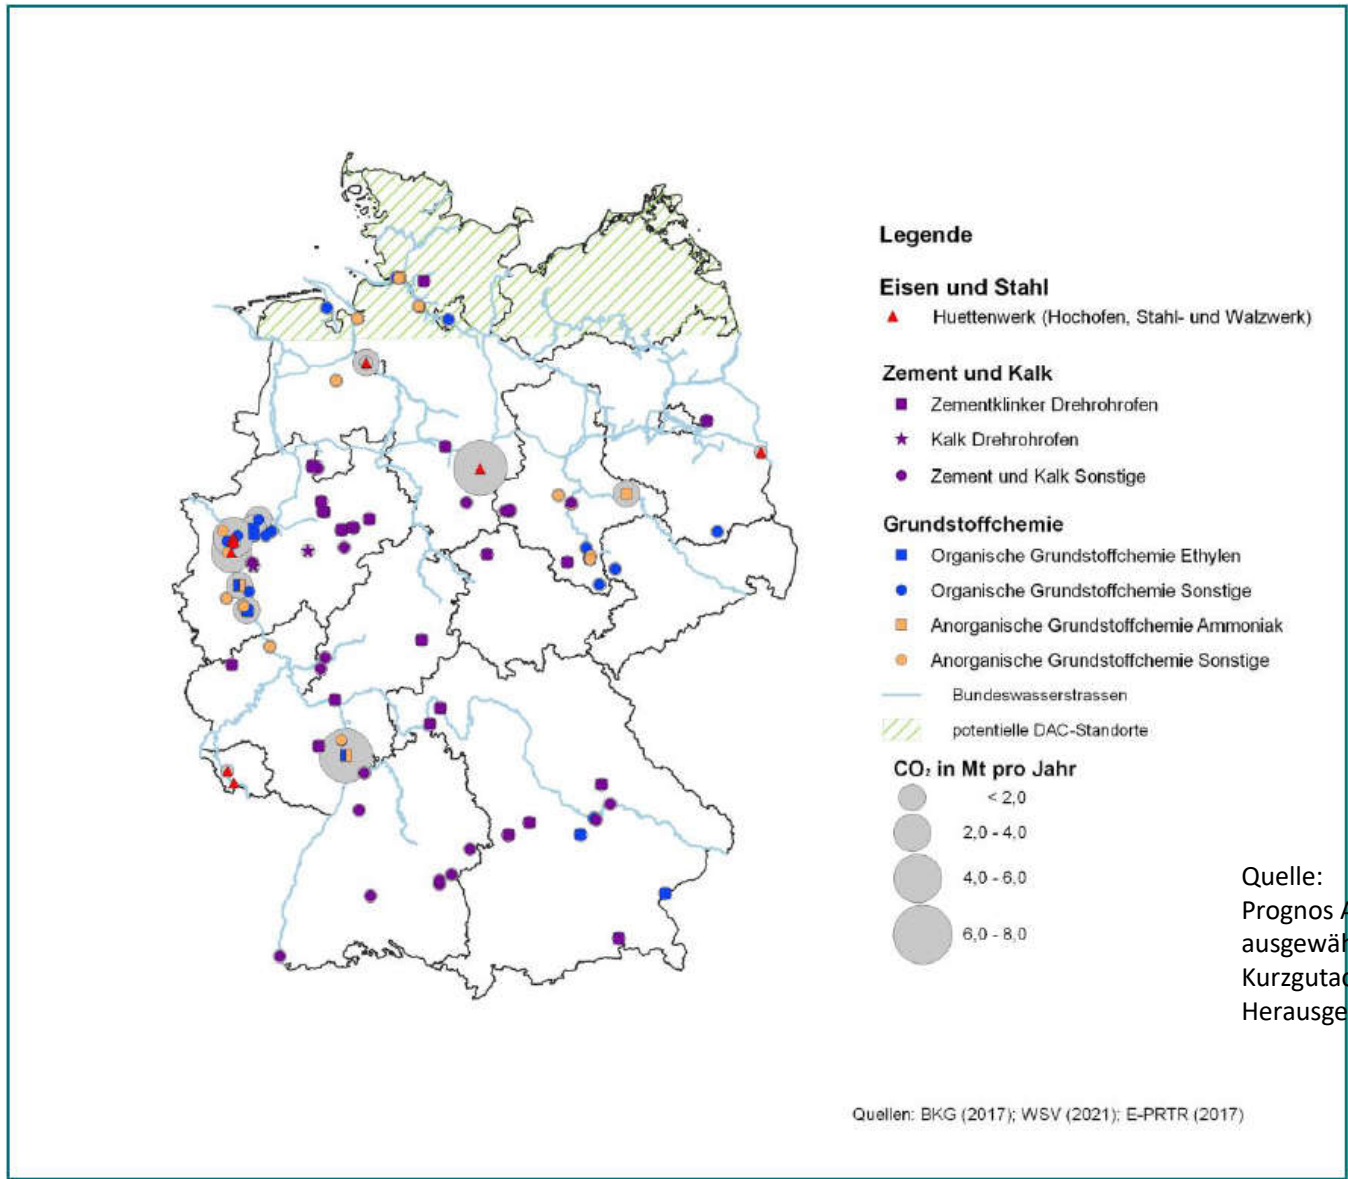 Legende
Eisen und Stahl
Huettenwerk (Hochofen, Stahl- und Walzwerk)
Zement und Kalk
Zementklinker Drehrohrofen
Kalk Drehrohrofen
Zement und Kalk Sonstige
Grundstoffchemie
Organische Grundstoffchemie Ethylen
Organische Grundstoffchemie Sonstige
Anorganische Grundstoffchemie Ammoniak
Anorganische Grundstoffchemie Sonstige
Bundeswasserstrassen
potentielle DAC-Standorte
CO₂ in Mt pro Jahr
< 2,0
2,0 - 4,0
4,0 - 6,0
6,0 - 8,0
Quelle:
Prognos
ausgewäh
Kurzgutac
Herausge
Quellen: BKG (2017); WSV (2021); E-PRTR (2017)